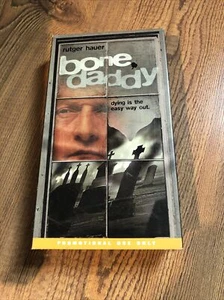 rutger hauer
bone
daddy
dying is the
easy way out.
PROMOTIONAL USE ONLY